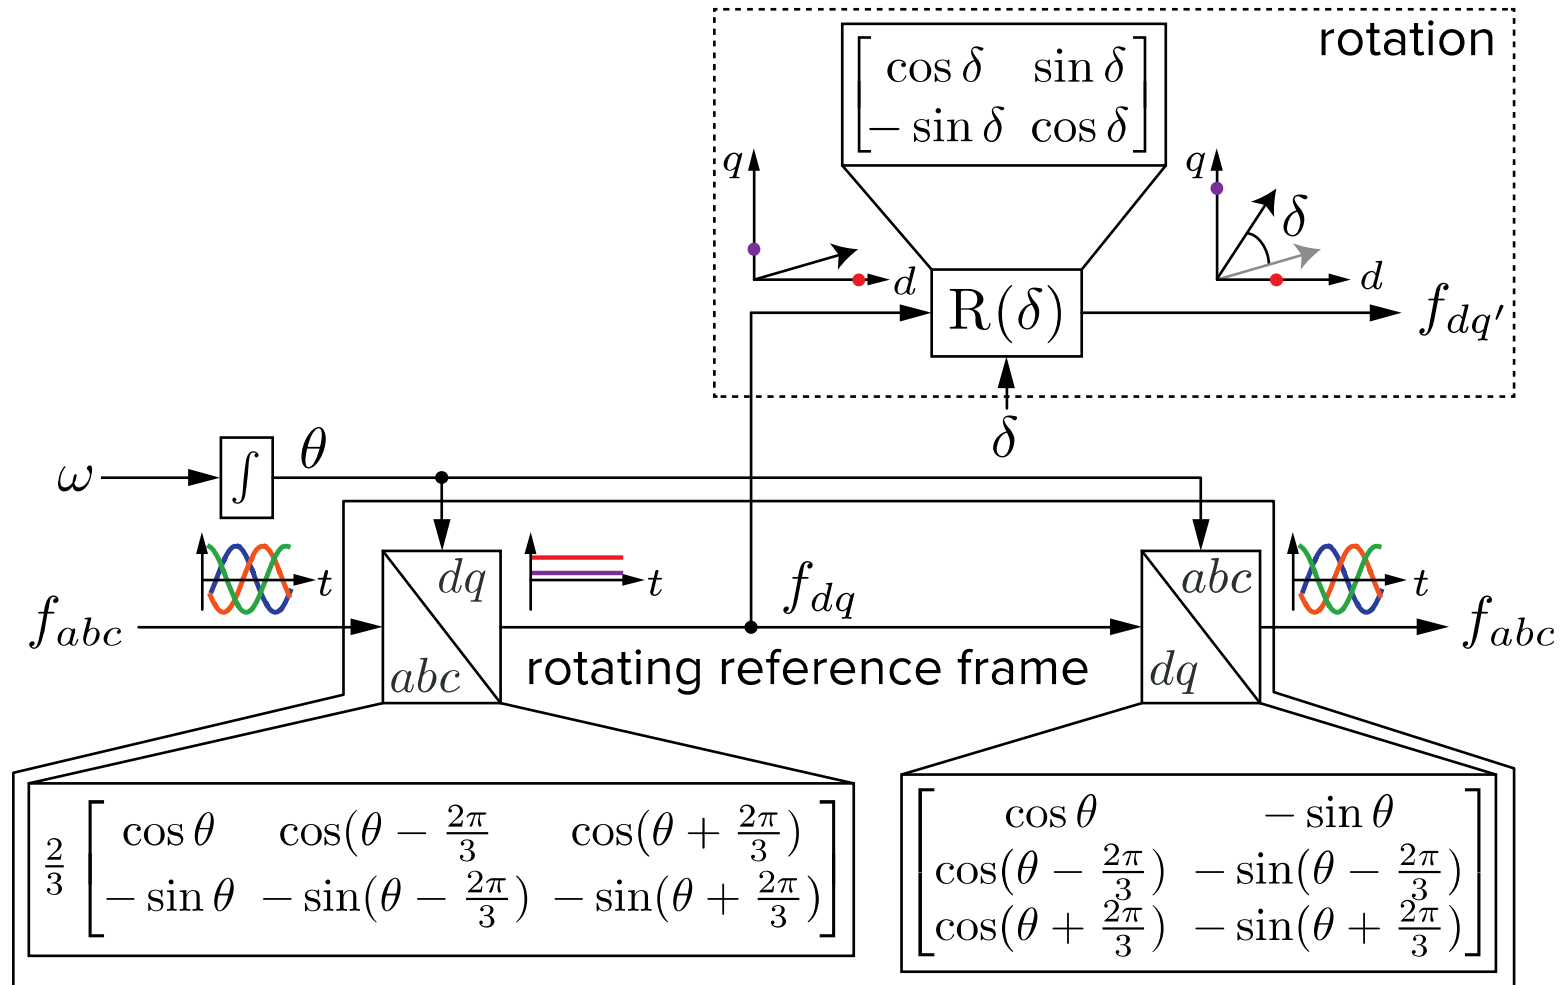 rotation
cos δ sin δ
− sin δ cos δ
q
q
δ
d
d
R(δ)
f_{dq'}
δ
ω
∫
θ
t
dq
abc
t
f_{dq}
abc
dq
t
f_{abc}
f_{abc}
rotating reference frame
2/3
cos θ cos(θ − 2π/3 cos(θ + 2π/3)
− sin θ − sin(θ − 2π/3) − sin(θ + 2π/3)
cos θ − sin θ
cos(θ − 2π/3) − sin(θ − 2π/3)
cos(θ + 2π/3) − sin(θ + 2π/3)